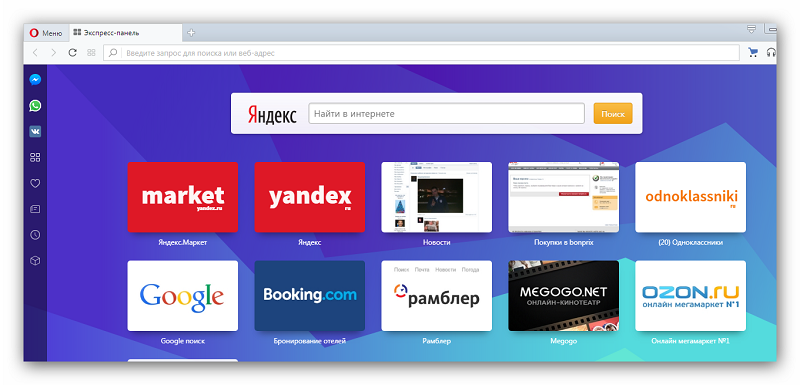 Меню
Экспресс-панель
Введите запрос для поиска или веб-адрес
Яндекс
Найти в интернете
Поиск
market
yandex.ru
yandex
ru
odnoklassniki
ru
Яндекс.Маркет
Яндекс
Новости
Покупки в bonprix
(20) Одноклассники
Google
Booking.com
Поиск Почта Новости Погода
рамблер
MEGOGO.NET
ОНЛАЙН-КИНОТЕАТР
OZON.ru
онлайн мегамаркет №1
Google поиск
Бронирование отелей
Рамблер
Megogo
Онлайн мегамаркет №1